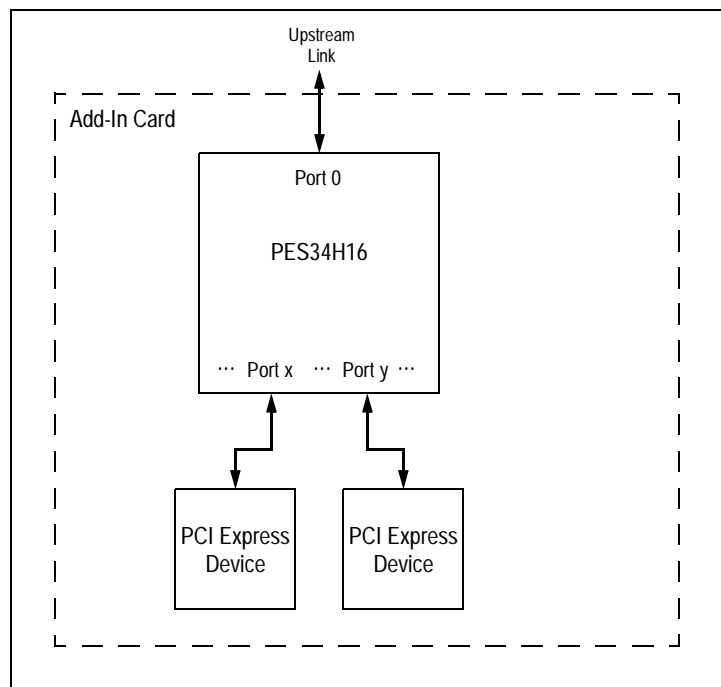 Upstream
Link
Add-In Card
Port 0
PES34H16
··· Port x ··· Port y ···
PCI Express
Device
PCI Express
Device